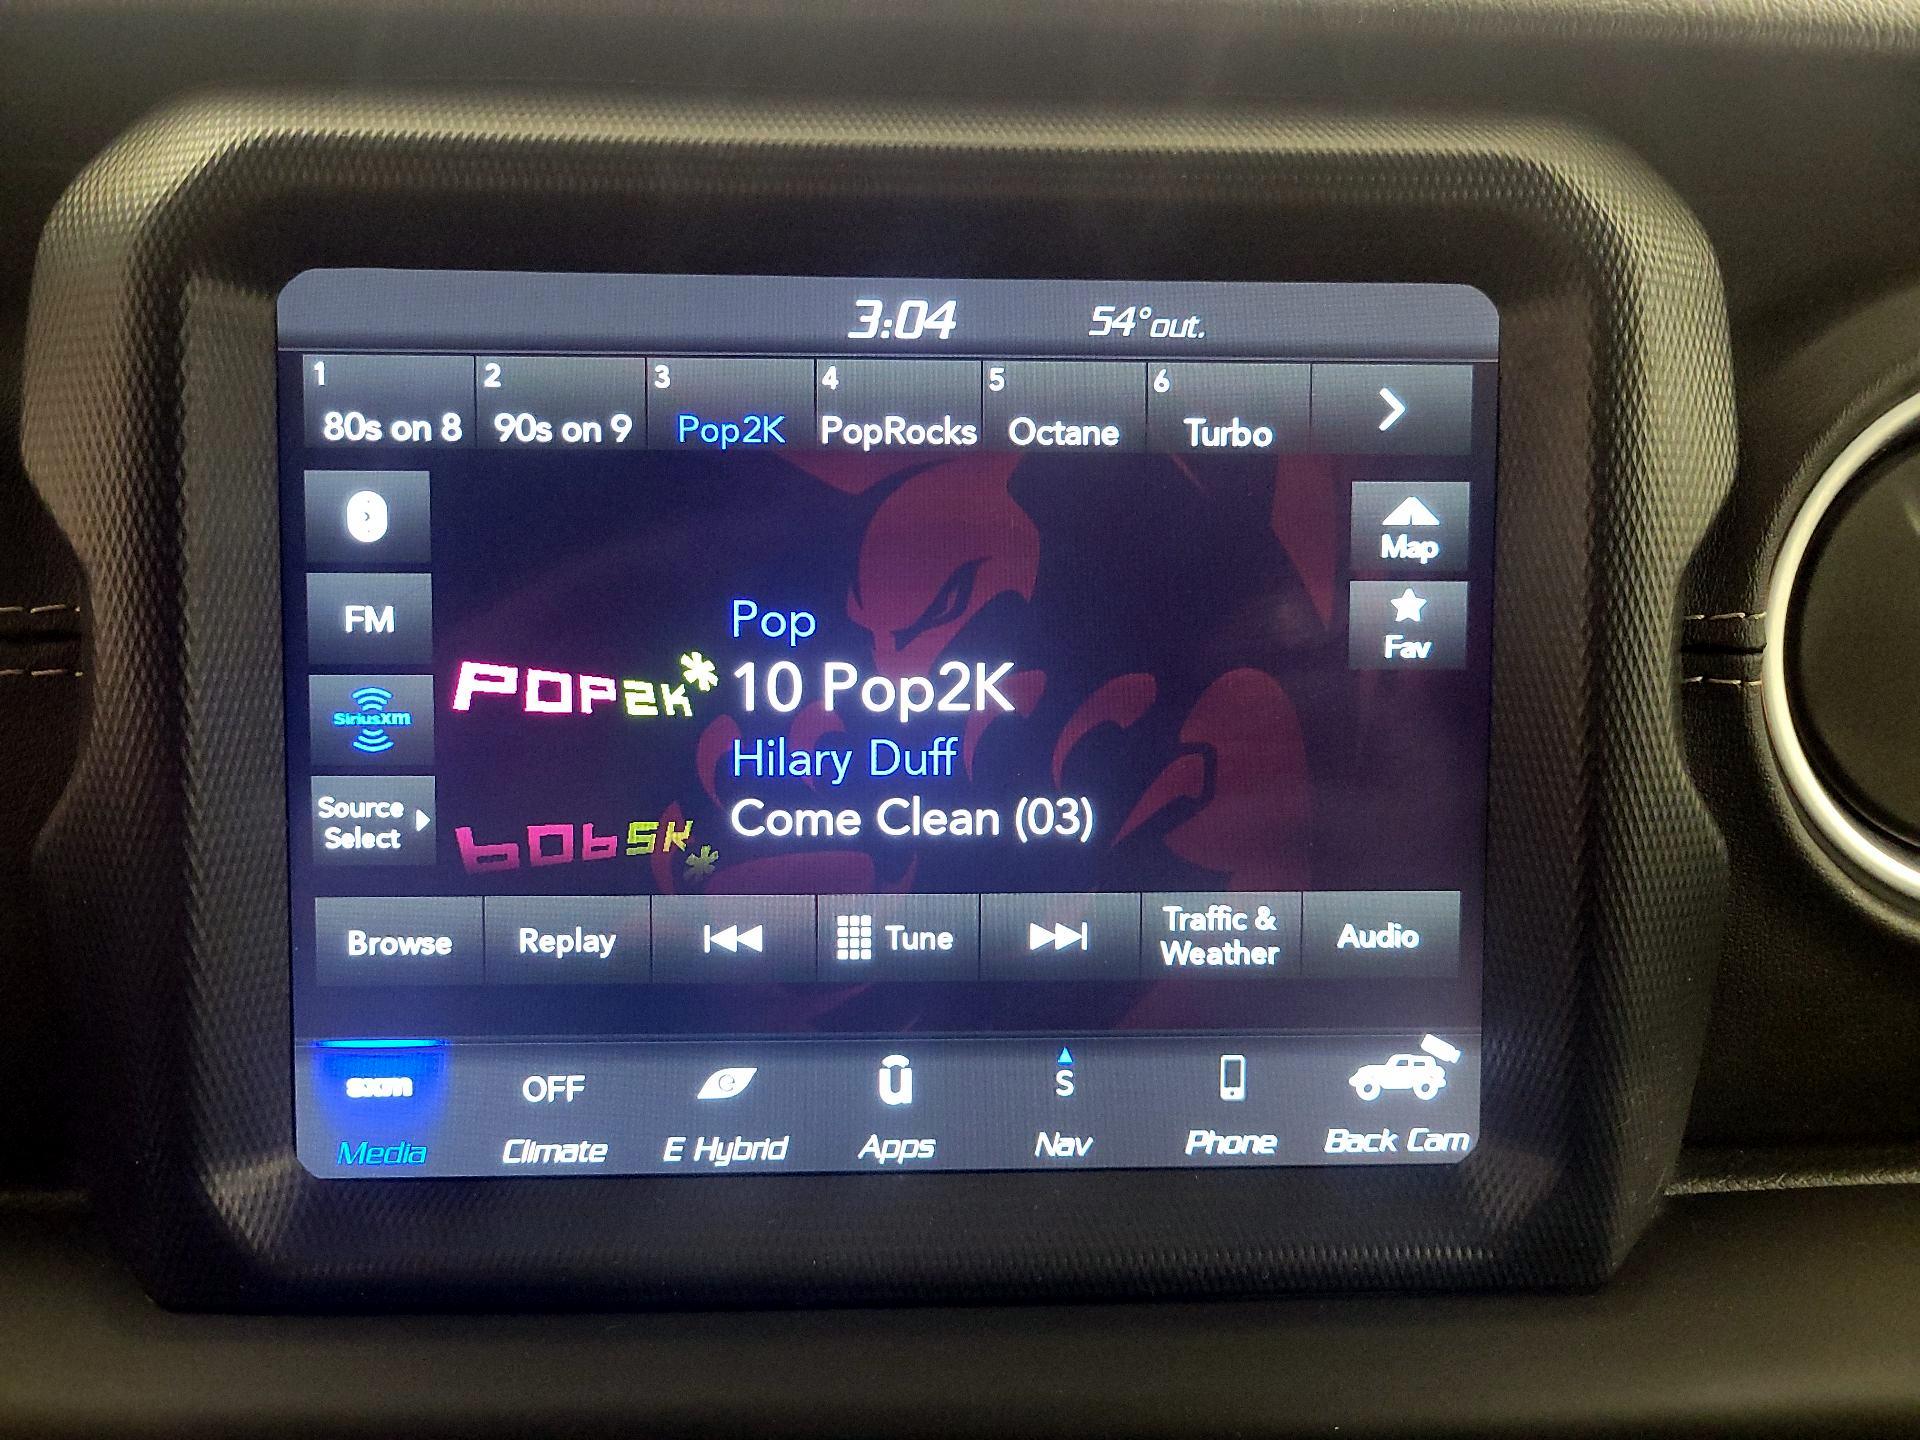 3:04 54°out.
1 2 3 4 5 6
80s on 8 90s on 9 Pop2K PopRocks Octane Turbo
Map
FM
Fav
SiriusXm
Source
Select
Pop
POP2K* 10 Pop2K
Hilary Duff
Come Clean (03)
Browse Replay Tune Traffic &
Weather Audio
sxm OFF e S
Media Climate E Hybrid Apps Nav Phone Back Cam